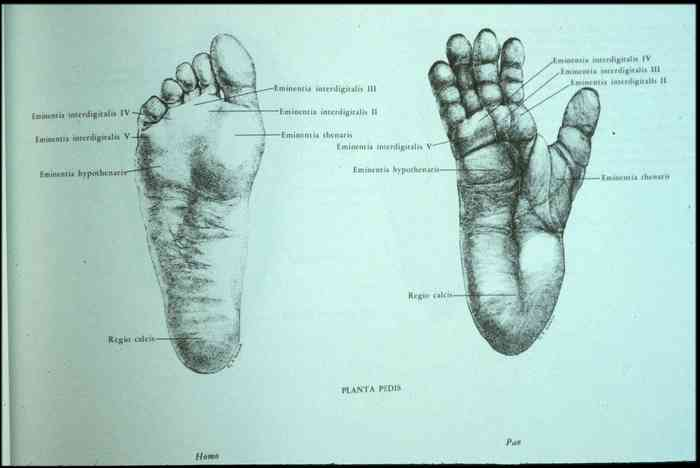 Eminentia interdigitalis III
Eminentia interdigitalis IV
Eminentia interdigitalis II
Eminentia interdigitalis V
Eminentia thenaris
Eminentia hypothenaris
Regio calcis
Eminentia interdigitalis IV
Eminentia interdigitalis III
Eminentia interdigitalis II
Eminentia interdigitalis V
Eminentia hypothenaris
Eminentia thenaris
Regio calcis
PLANTA PEDIS
Homo
Pan